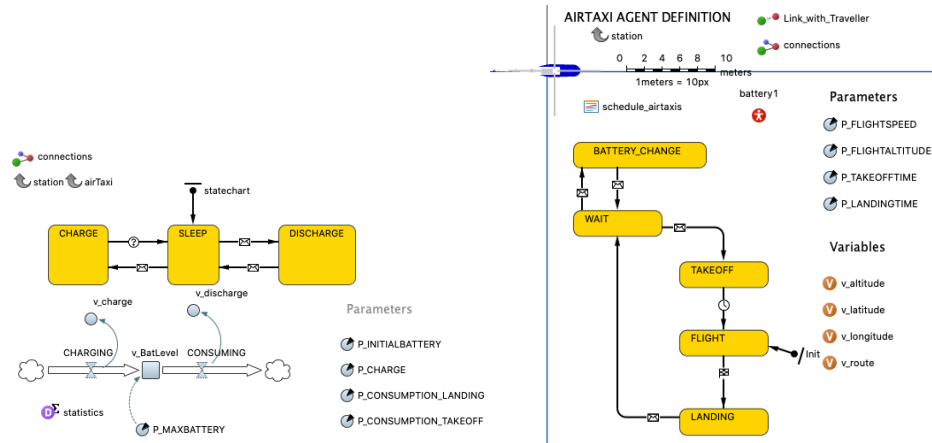 connections
station airTaxi
statechart
CHARGE
SLEEP
DISCHARGE
v_charge
v_discharge
CHARGING
v_BatLevel
CONSUMING
statistics
P_MAXBATTERY
Parameters
P_INITIALBATTERY
P_CHARGE
P_CONSUMPTION_LANDING
P_CONSUMPTION_TAKEOFF
AIRTAXI AGENT DEFINITION
station
Link_with_Traveller
connections
0 2 4 6 8 10
meters
1meters = 10px
battery1
schedule_airtaxis
BATTERY_CHANGE
WAIT
TAKEOFF
FLIGHT
Init
LANDING
Parameters
P_FLIGHTSPEED
P_FLIGHTALTITUDE
P_TAKEOFFTIME
P_LANDINGTIME
Variables
v_altitude
v_latitude
v_longitude
v_route